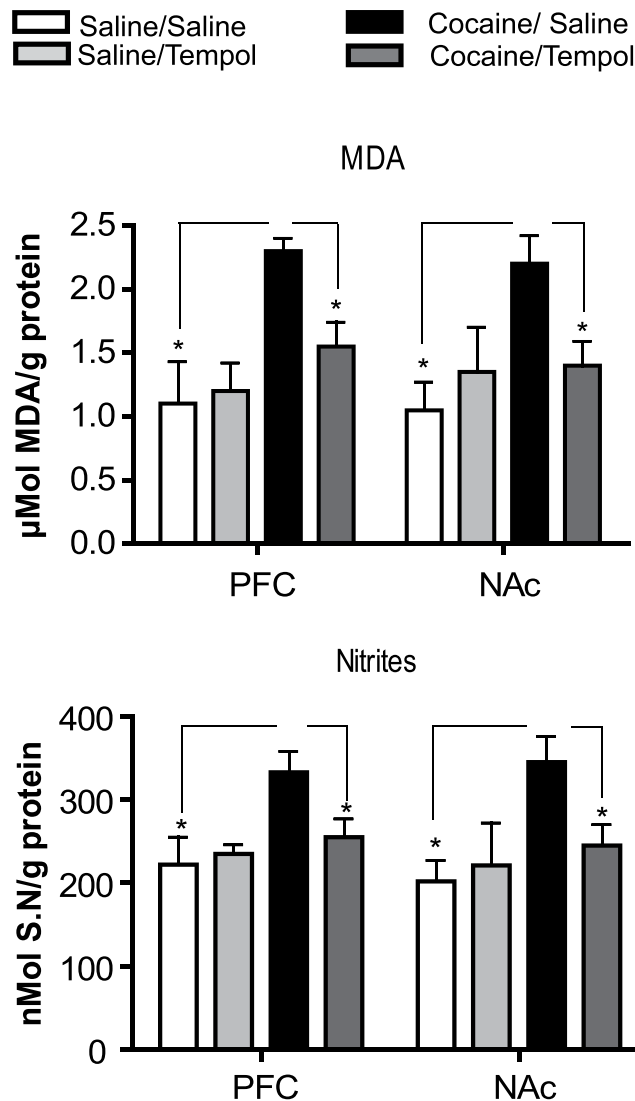 Saline/Saline
Cocaine/ Saline
Saline/Tempol
Cocaine/Tempol
MDA
µMol MDA/g protein
2.5
2.0
1.5
1.0
0.5
0.0
* * * *
PFC
NAc
Nitrites
nMol S.N/g protein
400
300
200
100
0
* * * *
PFC
NAc